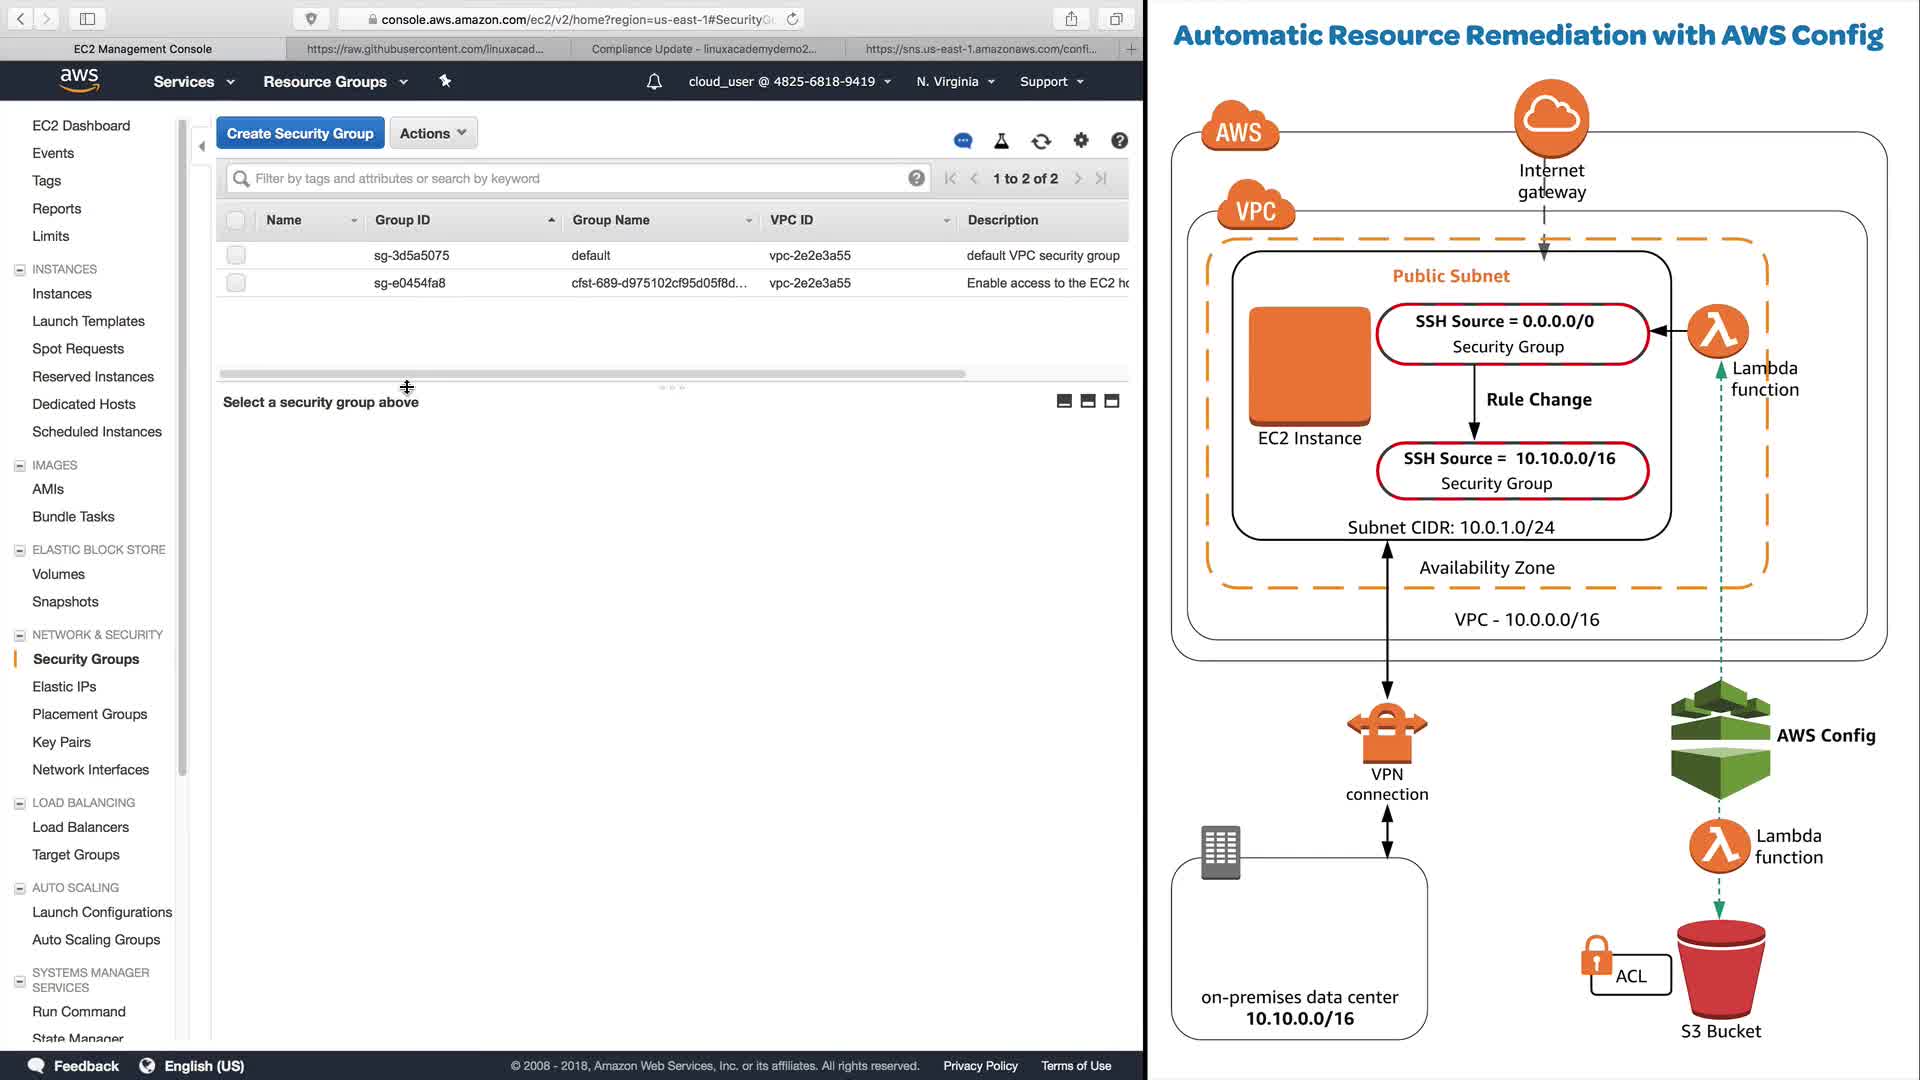 console.aws.amazon.com/ec2/v2/home?region=us-east-1#SecurityG
EC2 Management Console
https://raw.githubusercontent.com/linuxacad...
Compliance Update - linuxacademydemo2...
https://sns.us-east-1.amazonaws.com/confi...
aws
Services
Resource Groups
cloud_user @ 4825-6818-9419
N. Virginia
Support
EC2 Dashboard
Events
Tags
Reports
Limits
INSTANCES
Instances
Launch Templates
Spot Requests
Reserved Instances
Dedicated Hosts
Scheduled Instances
IMAGES
AMIs
Bundle Tasks
ELASTIC BLOCK STORE
Volumes
Snapshots
NETWORK & SECURITY
Security Groups
Elastic IPs
Placement Groups
Key Pairs
Network Interfaces
LOAD BALANCING
Load Balancers
Target Groups
AUTO SCALING
Launch Configurations
Auto Scaling Groups
SYSTEMS MANAGER
SERVICES
Run Command
State Manager
Create Security Group
Actions
Filter by tags and attributes or search by keyword
1 to 2 of 2
Name Group ID Group Name VPC ID Description
sg-3d5a5075 default vpc-2e2e3a55 default VPC security group
sg-e0454fa8 cfst-689-d975102cf95d05f8d... vpc-2e2e3a55 Enable access to the EC2 ho
Select a security group above
Feedback
English (US)
© 2008 - 2018, Amazon Web Services, Inc. or its affiliates. All rights reserved.
Privacy Policy
Terms of Use
Automatic Resource Remediation with AWS Config
AWS
Internet
gateway
VPC
Public Subnet
SSH Source = 0.0.0.0/0
Security Group
Lambda
function
Rule Change
EC2 Instance
SSH Source = 10.10.0.0/16
Security Group
Subnet CIDR: 10.0.1.0/24
Availability Zone
VPC - 10.0.0.0/16
AWS Config
VPN
connection
Lambda
function
ACL
on-premises data center
10.10.0.0/16
S3 Bucket